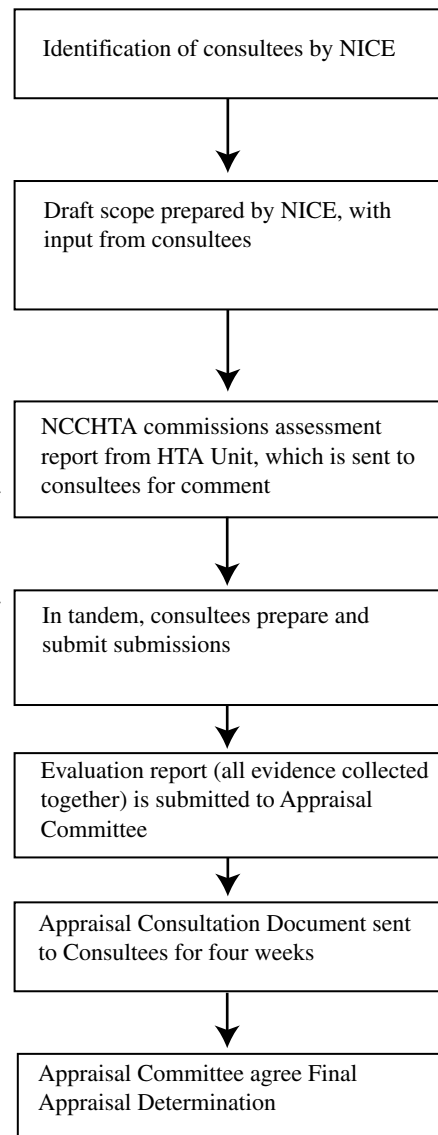 Identification of consultees by NICE
Draft scope prepared by NICE, with
input from consultees
NCCHTA commissions assessment
report from HTA Unit, which is sent to
consultees for comment
In tandem, consultees prepare and
submit submissions
Evaluation report (all evidence collected
together) is submitted to Appraisal
Committee
Appraisal Consultation Document sent
to Consultees for four weeks
Appraisal Committee agree Final
Appraisal Determination